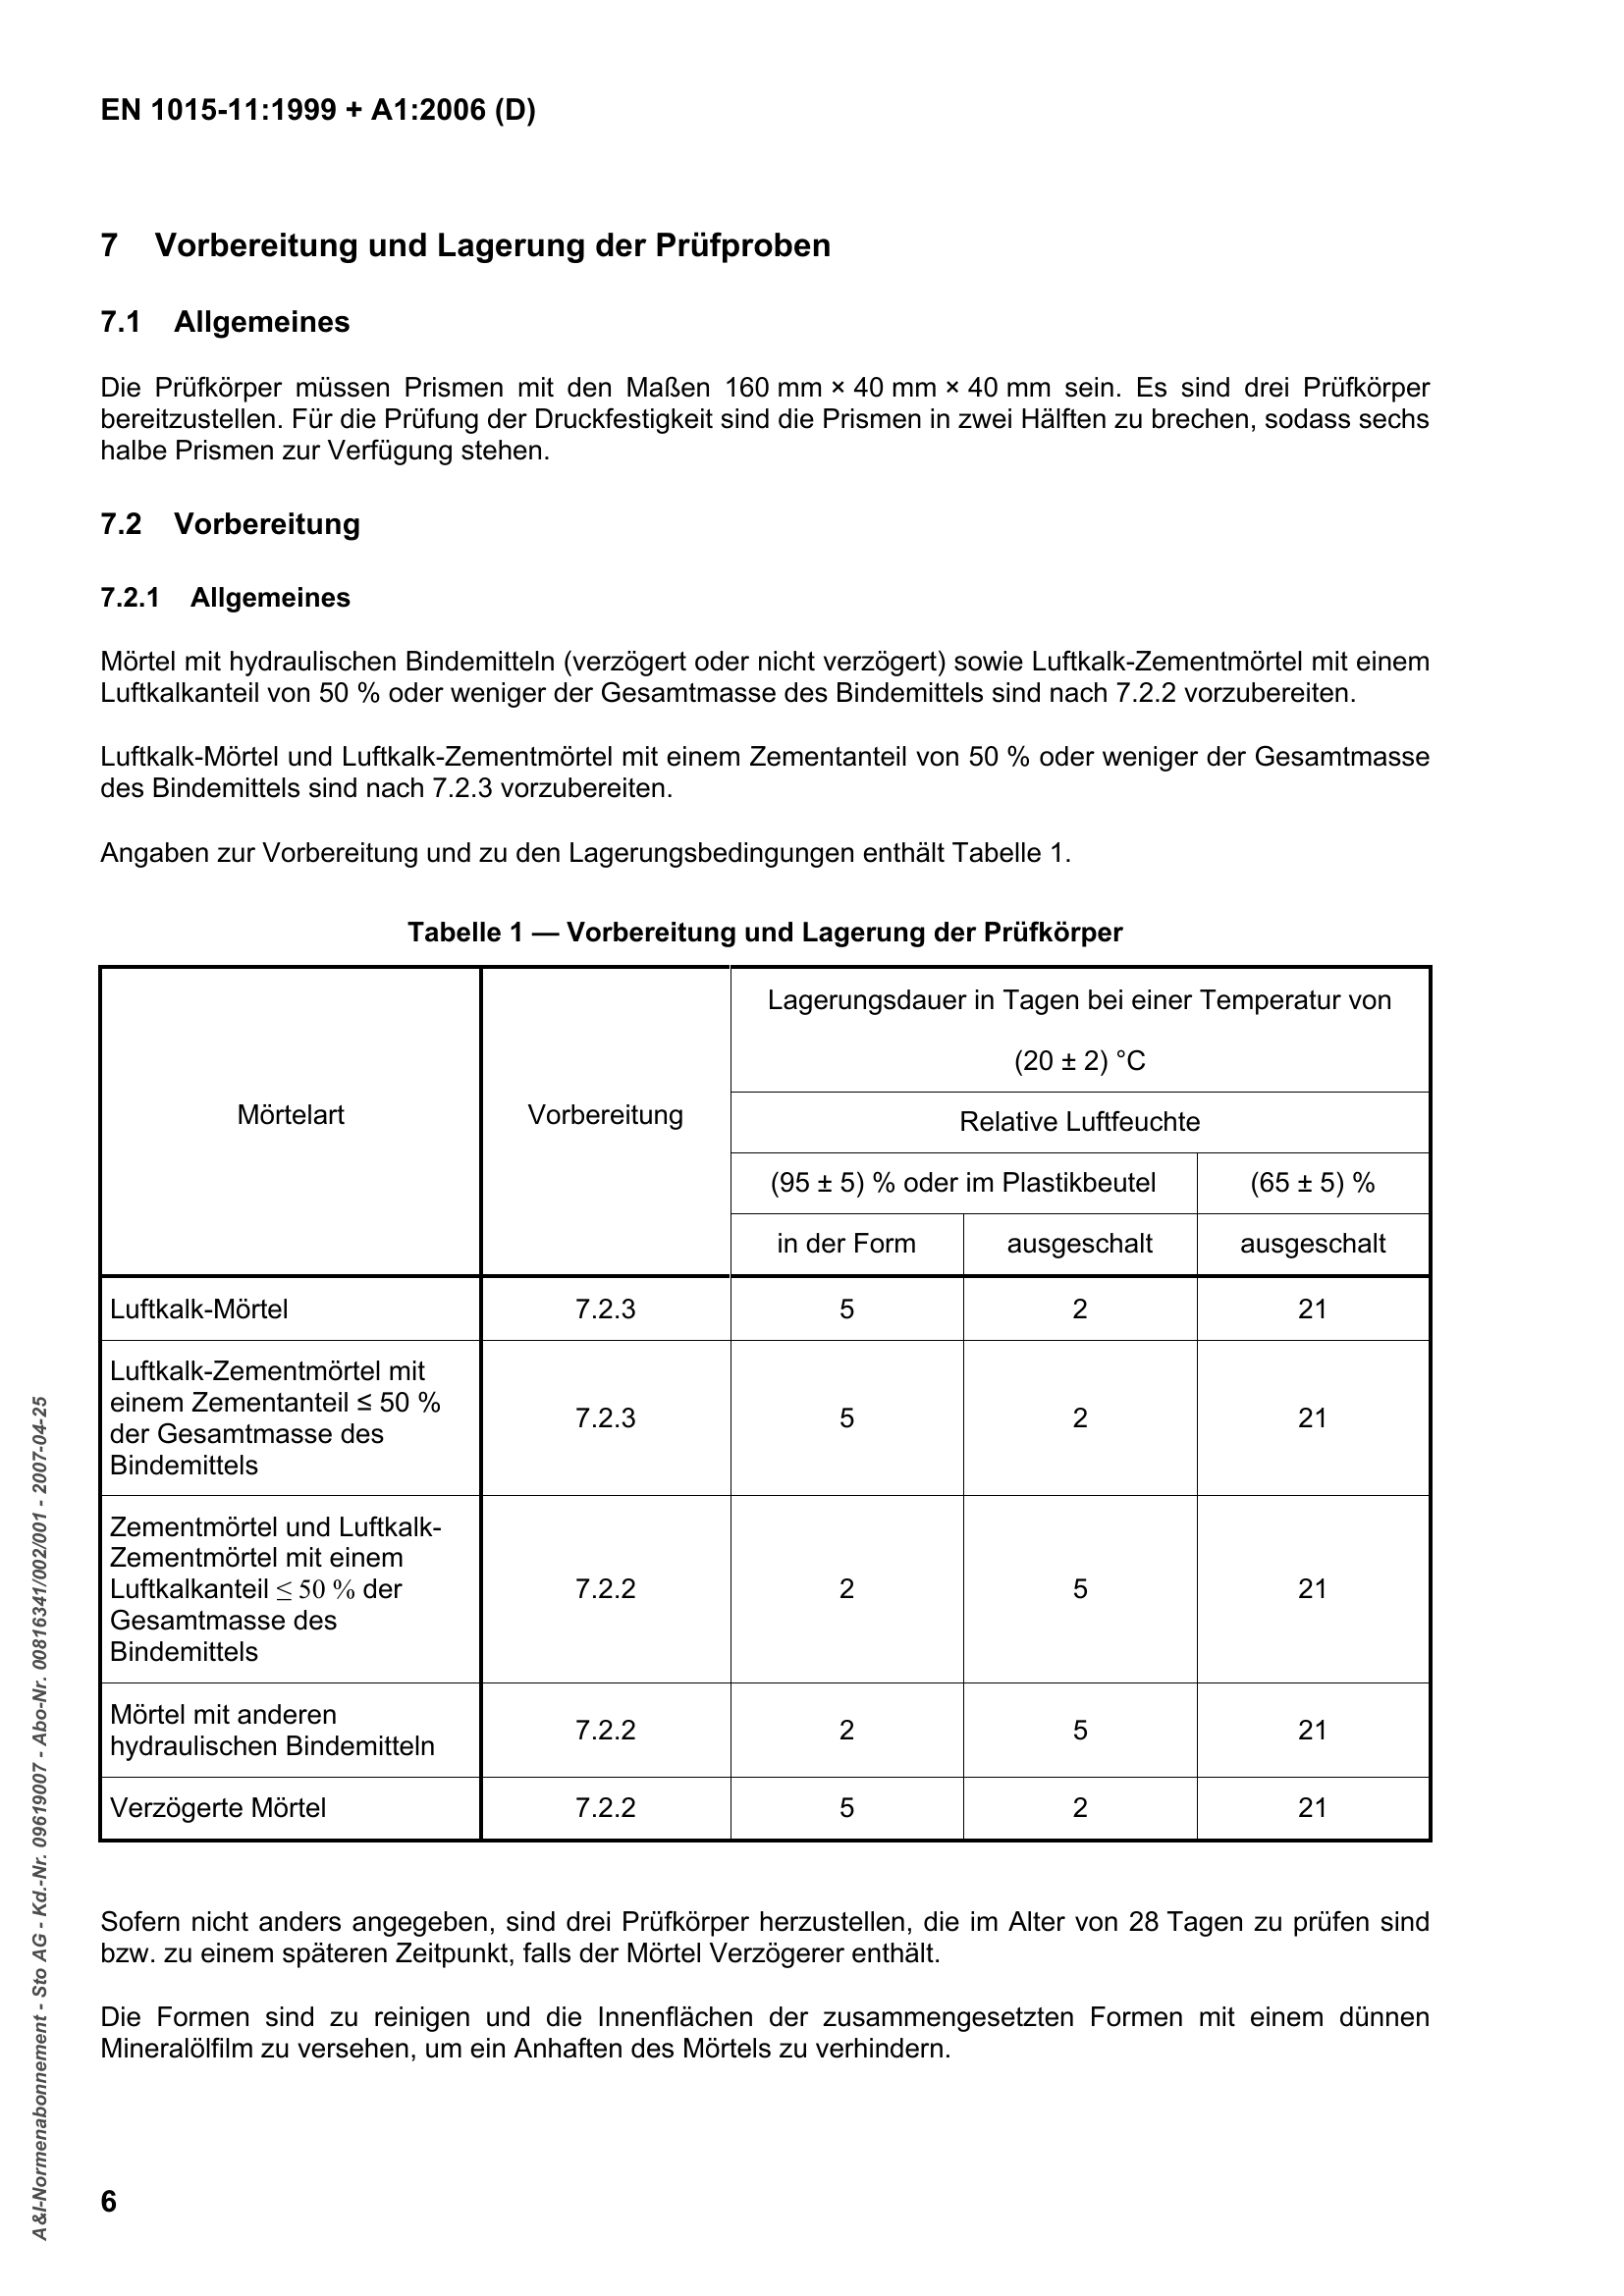 EN 1015-11:1999 + A1:2006 (D)
7 Vorbereitung und Lagerung der Prüfproben
7.1 Allgemeines
Die Prüfkörper müssen Prismen mit den Maßen 160 mm × 40 mm × 40 mm sein. Es sind drei Prüfkörper
bereitzustellen. Für die Prüfung der Druckfestigkeit sind die Prismen in zwei Hälften zu brechen, sodass sechs
halbe Prismen zur Verfügung stehen.
7.2 Vorbereitung
7.2.1 Allgemeines
Mörtel mit hydraulischen Bindemitteln (verzögert oder nicht verzögert) sowie Luftkalk-Zementmörtel mit einem
Luftkalkanteil von 50 % oder weniger der Gesamtmasse des Bindemittels sind nach 7.2.2 vorzubereiten.
Luftkalk-Mörtel und Luftkalk-Zementmörtel mit einem Zementanteil von 50 % oder weniger der Gesamtmasse
des Bindemittels sind nach 7.2.3 vorzubereiten.
Angaben zur Vorbereitung und zu den Lagerungsbedingungen enthält Tabelle 1.
Tabelle 1 — Vorbereitung und Lagerung der Prüfkörper
Mörtelart
Vorbereitung
Lagerungsdauer in Tagen bei einer Temperatur von
(20 ± 2) °C
Relative Luftfeuchte
(95 ± 5) % oder im Plastikbeutel (65 ± 5) %
in der Form ausgeschalt ausgeschalt
Luftkalk-Mörtel 7.2.3 5 2 21
Luftkalk-Zementmörtel mit
einem Zementanteil ≤ 50 %
der Gesamtmasse des
Bindemittels
7.2.3 5 2 21
Zementmörtel und Luftkalk-
Zementmörtel mit einem
Luftkalkanteil ≤ 50 % der
Gesamtmasse des
Bindemittels
7.2.2 2 5 21
Mörtel mit anderen
hydraulischen Bindemitteln
7.2.2 2 5 21
Verzögerte Mörtel 7.2.2 5 2 21
Sofern nicht anders angegeben, sind drei Prüfkörper herzustellen, die im Alter von 28 Tagen zu prüfen sind
bzw. zu einem späteren Zeitpunkt, falls der Mörtel Verzögerer enthält.
Die Formen sind zu reinigen und die Innenflächen der zusammengesetzten Formen mit einem dünnen
Mineralölfilm zu versehen, um ein Anhaften des Mörtels zu verhindern.
6
A&I-Normenabonnement - Sto AG - Kd.-Nr. 09619007 - Abo-Nr. 00816341/002/001 - 2007-04-25